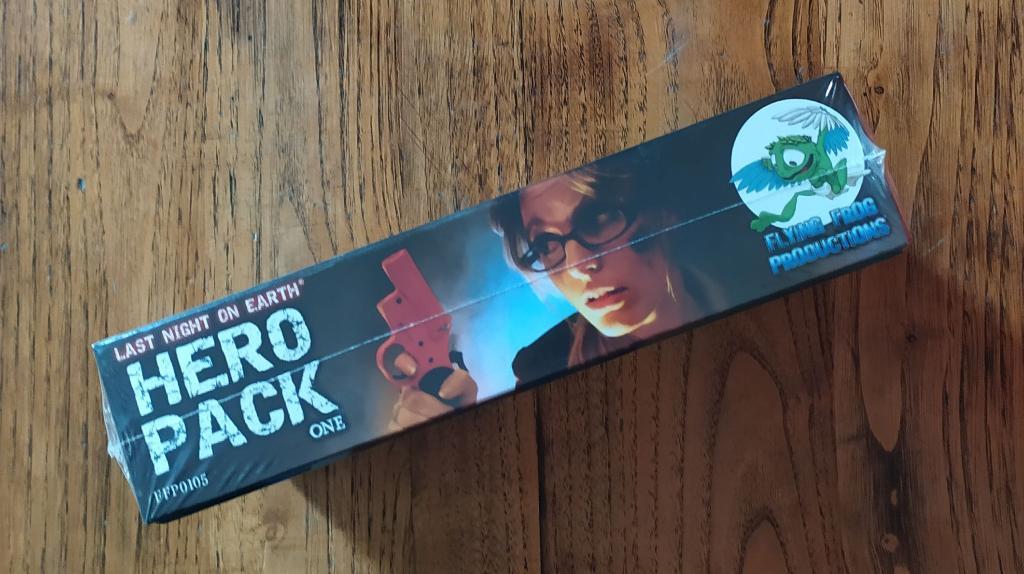 LAST NIGHT ON EARTH®
HERO
PACK
ONE
FFP0105
FLYING FROG
PRODUCTIONS